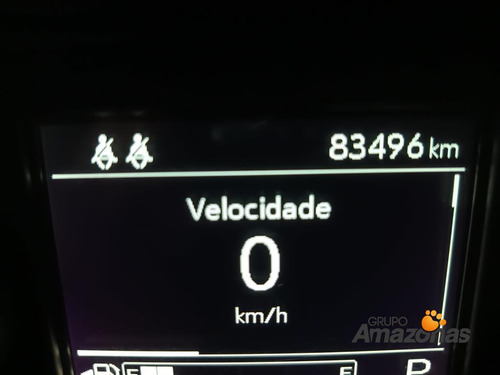 83496 km
Velocidade
0
km/h
GRUPO
AMAZONAS
E F P